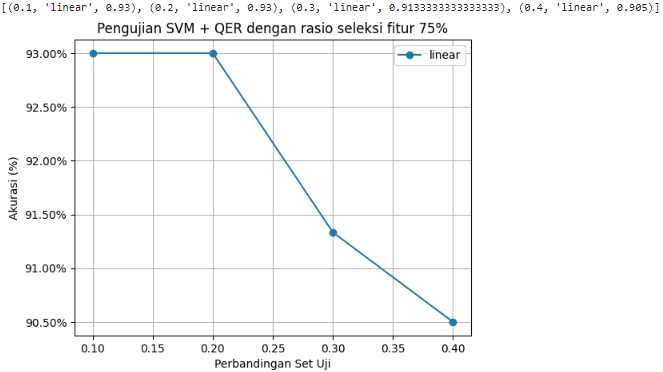 [(0.1, 'linear', 0.93), (0.2, 'linear', 0.93), (0.3, 'linear', 0.9133333333333333), (0.4, 'linear', 0.905)]
Pengujian SVM + QER dengan rasio seleksi fitur 75%
linear
93.00%
92.50%
92.00%
91.50%
91.00%
90.50%
Akurasi (%)
0.10 0.15 0.20 0.25 0.30 0.35 0.40
Perbandingan Set Uji